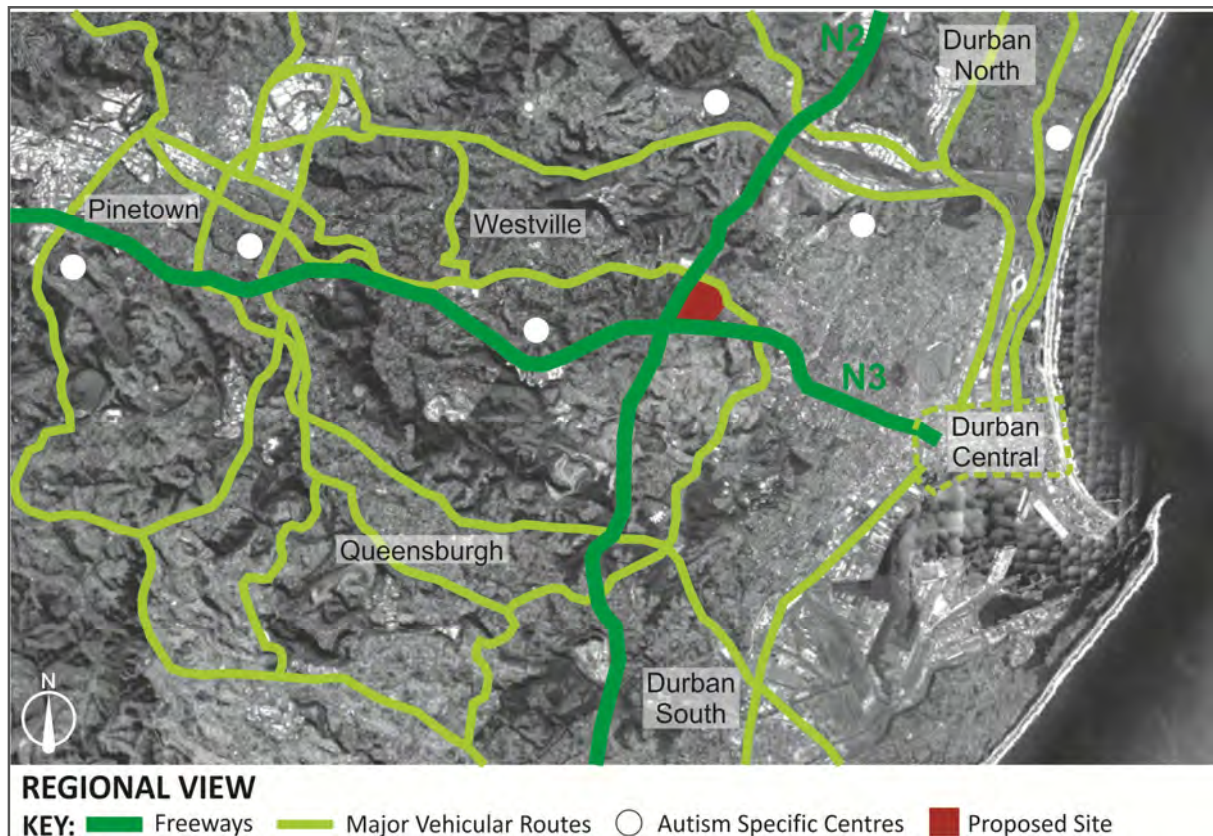 N2
Durban
North
Pinetown
Westville
N3
Durban
Central
Queensburgh
Durban
South
N
REGIONAL VIEW
KEY: Freeways Major Vehicular Routes Autism Specific Centres Proposed Site